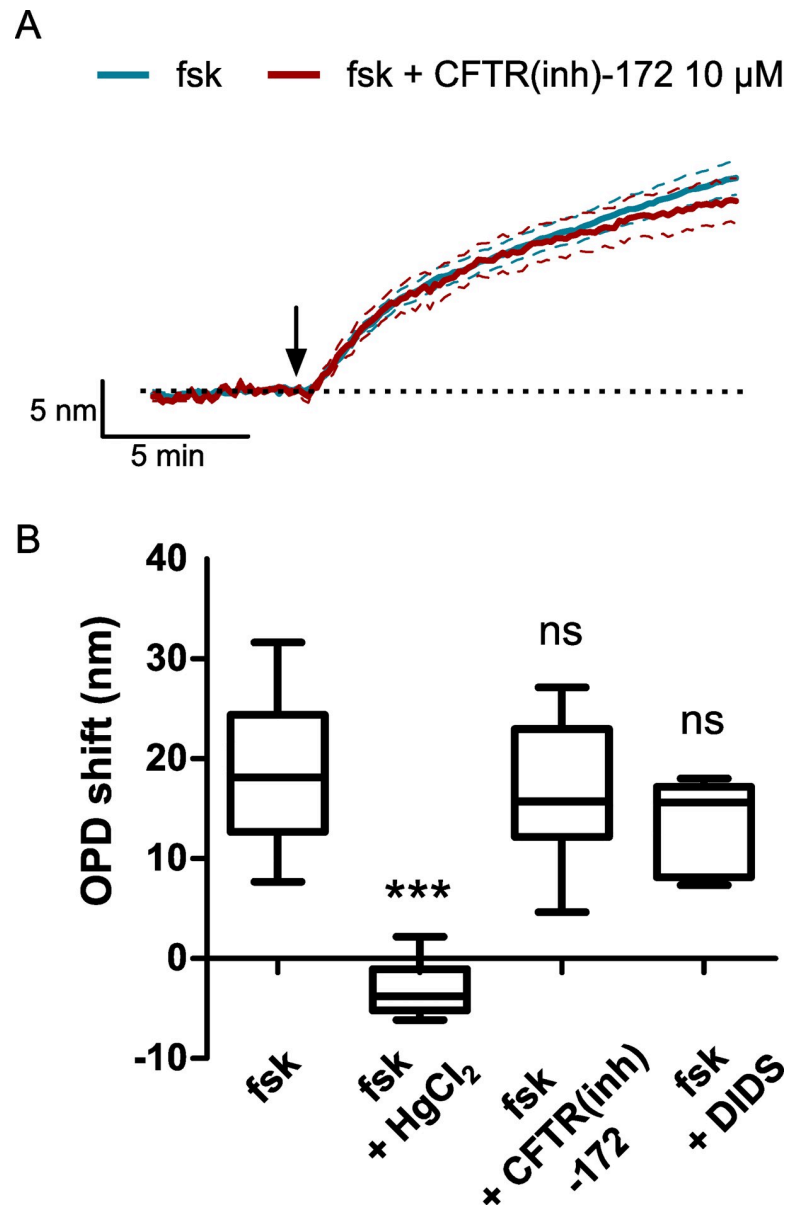 A
fsk fsk + CFTR(inh)-172 10 µM
5 nm
5 min
B
OPD shift (nm)
40
30
20
10
0
-10
ns
ns
***
fsk
fsk
+ HgCl₂
fsk
+ CFTR(inh)
-172
fsk
+ DIDS